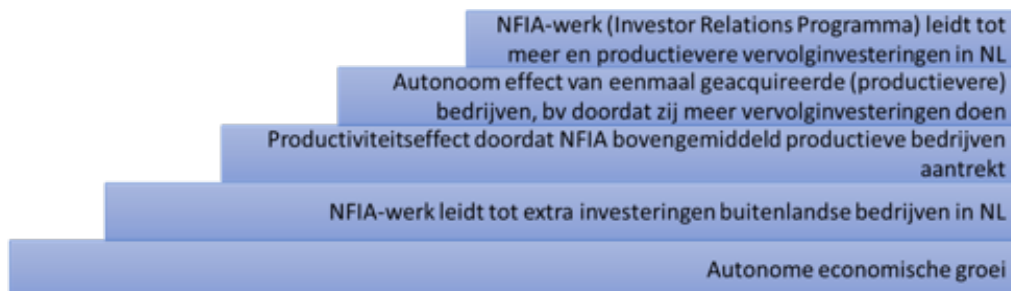 NFIA-werk (Investor Relations Programma) leidt tot
meer en productievere vervolginvesteringen in NL
Autonoom effect van eenmaal geacquireerde (productievere)
bedrijven, bv doordat zij meer vervolginvesteringen doen
Productiviteitseffect doordat NFIA bovengemiddeld productieve bedrijven
aantrekt
NFIA-werk leidt tot extra investeringen buitenlandse bedrijven in NL
Autonome economische groei